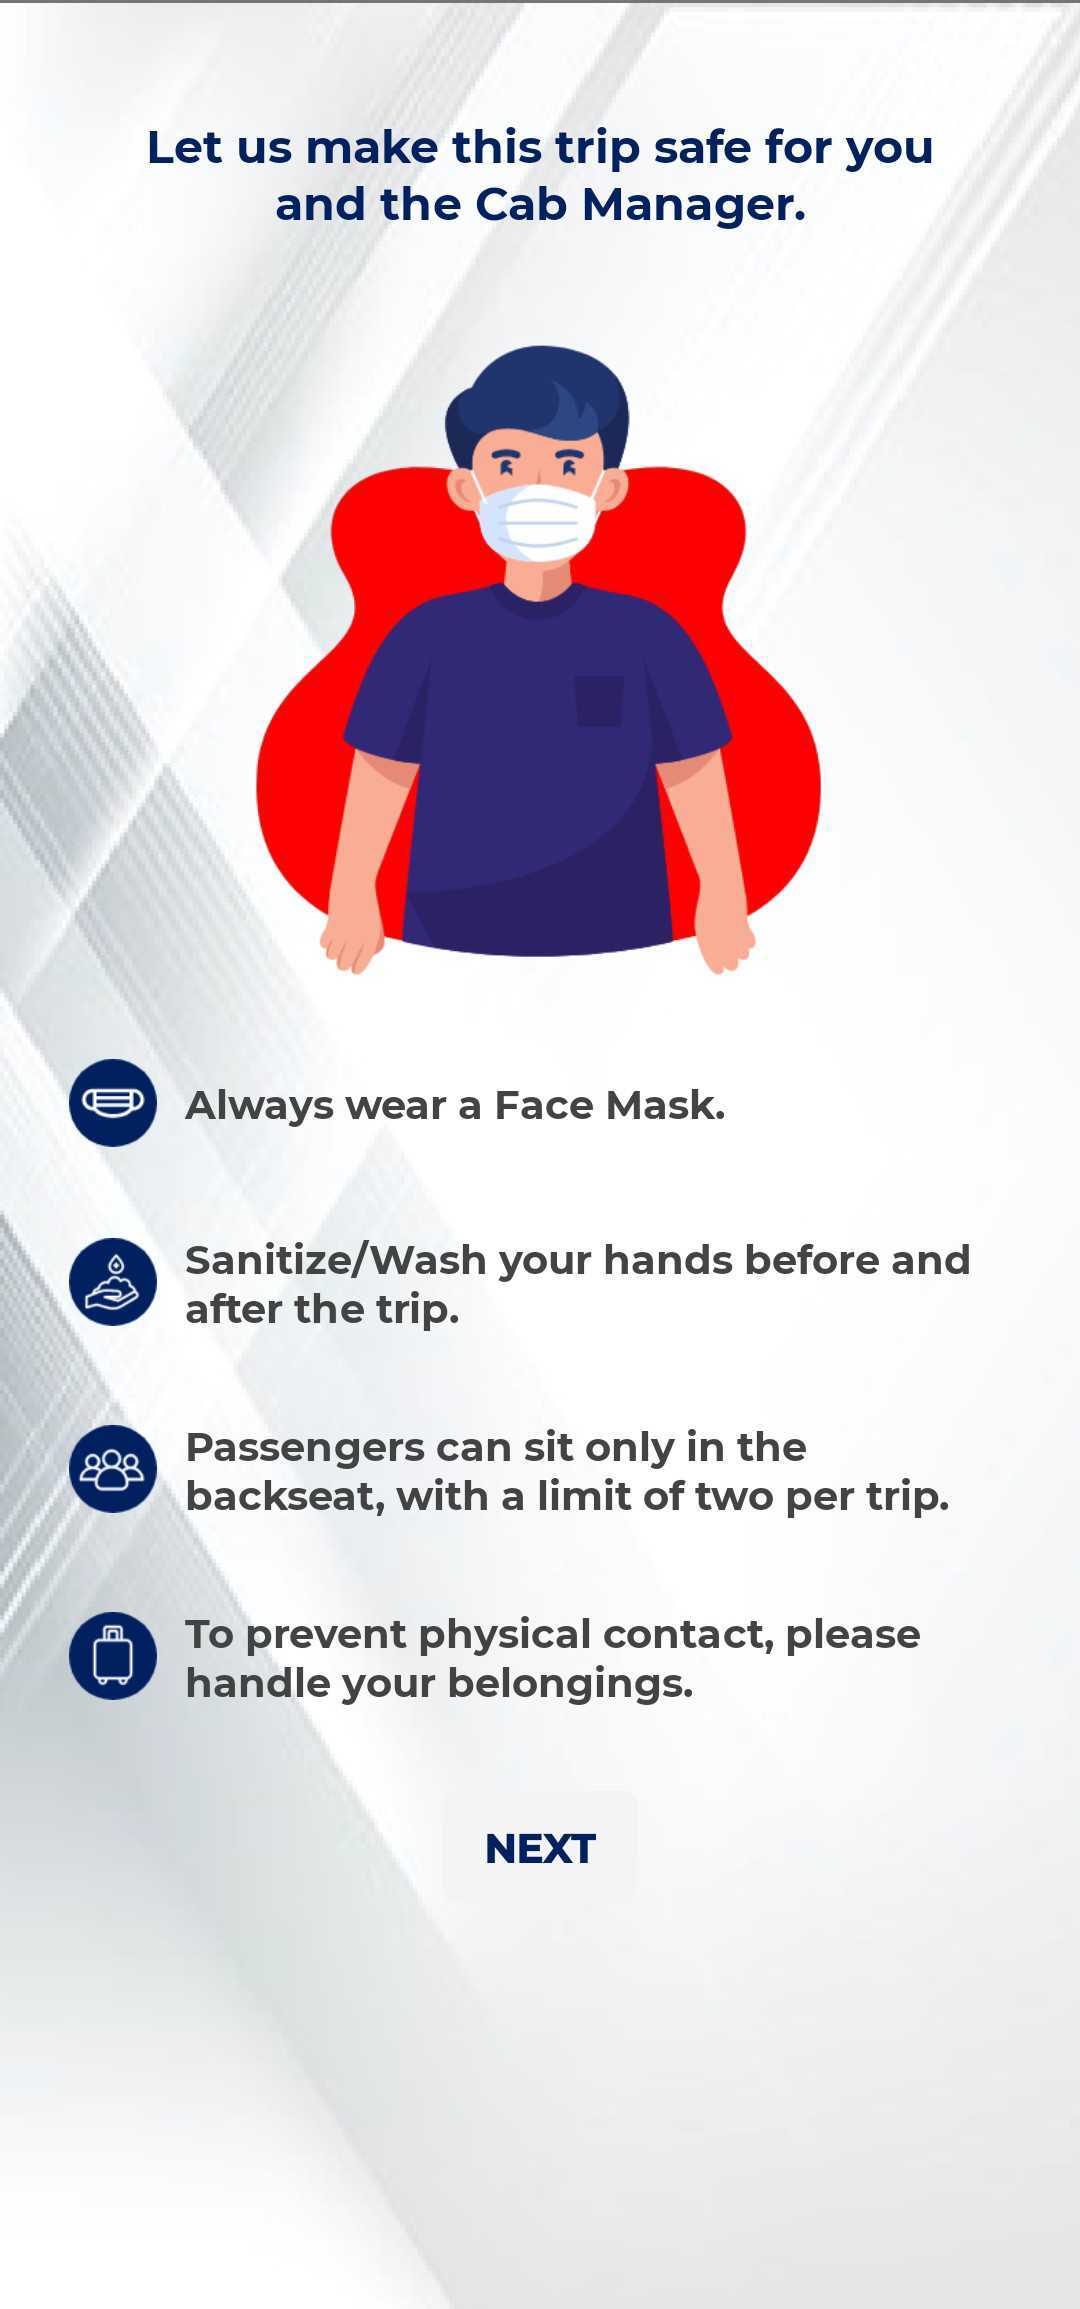 Let us make this trip safe for you
and the Cab Manager.
Always wear a Face Mask.
Sanitize/Wash your hands before and
after the trip.
Passengers can sit only in the
backseat, with a limit of two per trip.
To prevent physical contact, please
handle your belongings.
NEXT